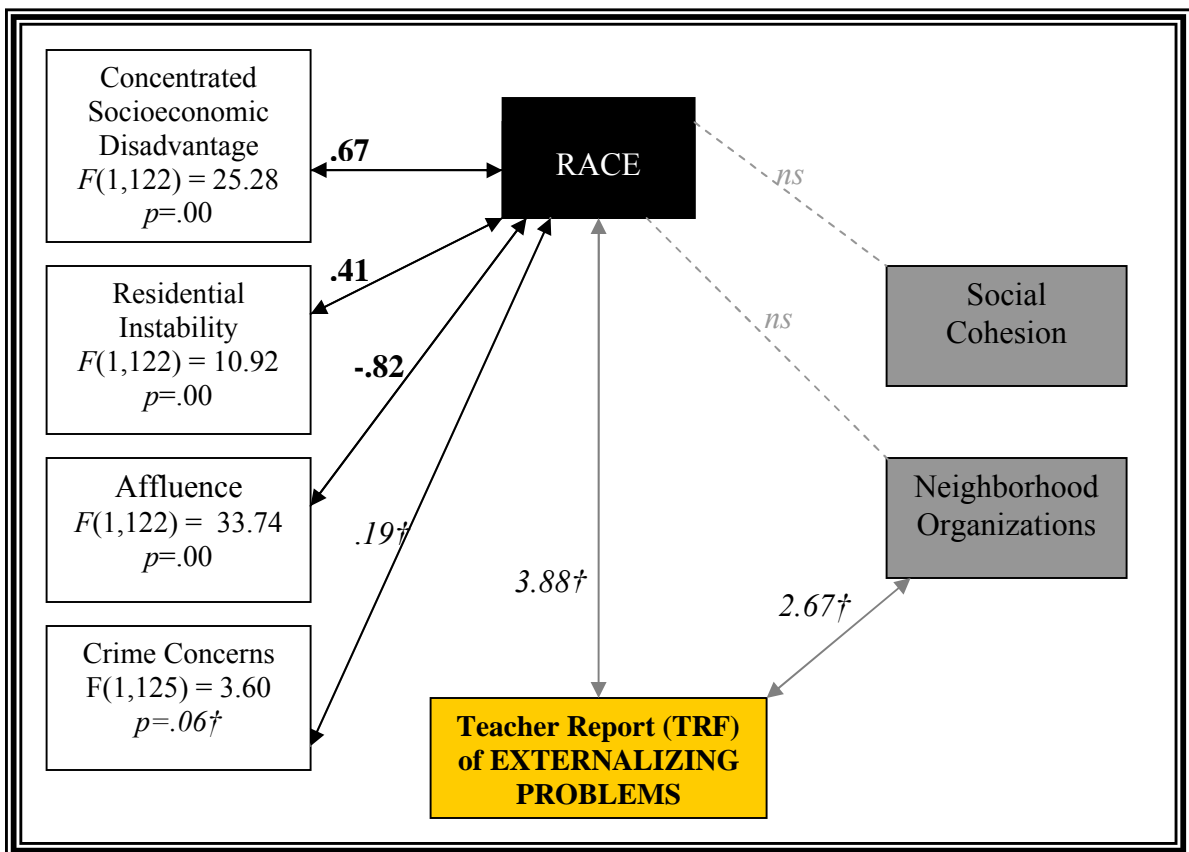 Concentrated
Socioeconomic
Disadvantage
F(1,122) = 25.28
p=.00
.67
RACE
ns
Residential
Instability
F(1,122) = 10.92
p=.00
.41
ns
Social
Cohesion
Affluence
F(1,122) =  33.74
p=.00
-.82
.19†
3.88†
Neighborhood
Organizations
2.67†
Crime Concerns
F(1,125) = 3.60
p=.06†
Teacher Report (TRF)
of EXTERNALIZING
PROBLEMS